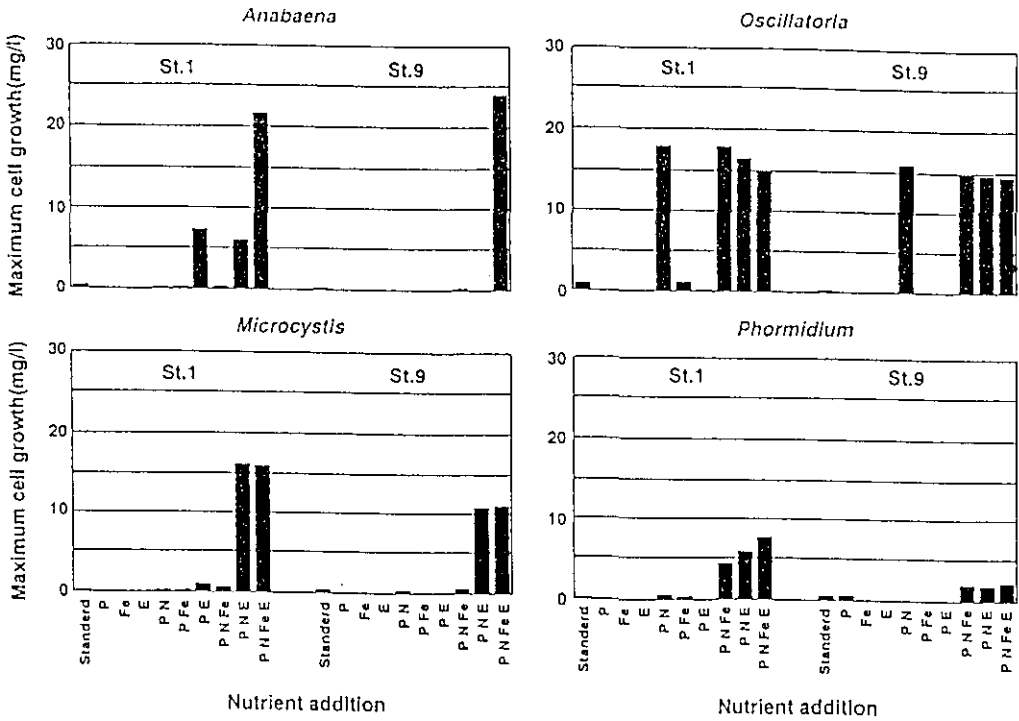 Anabaena
Oscillatoria
Maximum cell growth(mg/l)
30
20
10
0
St.1
St.9
30
20
10
0
St.1
St.9
Microcystis
Phormidium
Maximum cell growth(mg/l)
30
20
10
0
St.1
St.9
30
20
10
0
St.1
St.9
Standerd
P
Fe
E
P N
P Fe
P E
P N Fe
P N E
P N Fe E
Standerd
P
Fe
E
P N
P Fe
P E
P N Fe
P N E
P N Fe E
Standerd
P
Fe
E
P N
P Fe
P E
P N Fe
P N E
P N Fe E
Standerd
P
Fe
E
P N
P Fe
P E
P N Fe
P N E
P N Fe E
Nutrient addition
Nutrient addition